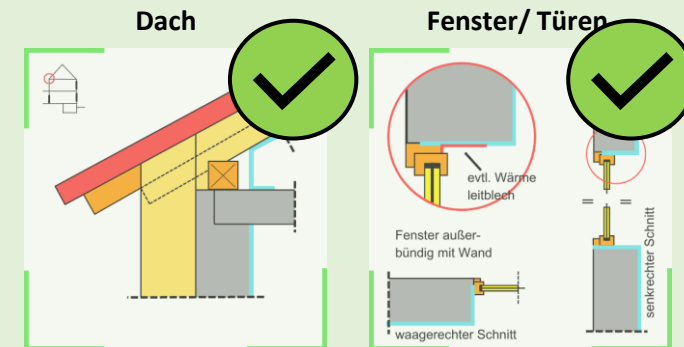 Dach
Fenster/ Türen
evtl. Wärme
leitblech
Fenster außer-
bündig mit Wand
senkrechter Schnitt
waagerechter Schnitt